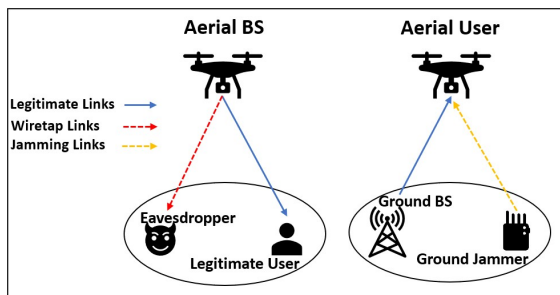 Aerial BS
Aerial User
Legitimate Links
Wiretap Links
Jamming Links
Eavesdropper
Legitimate User
Ground BS
Ground Jammer